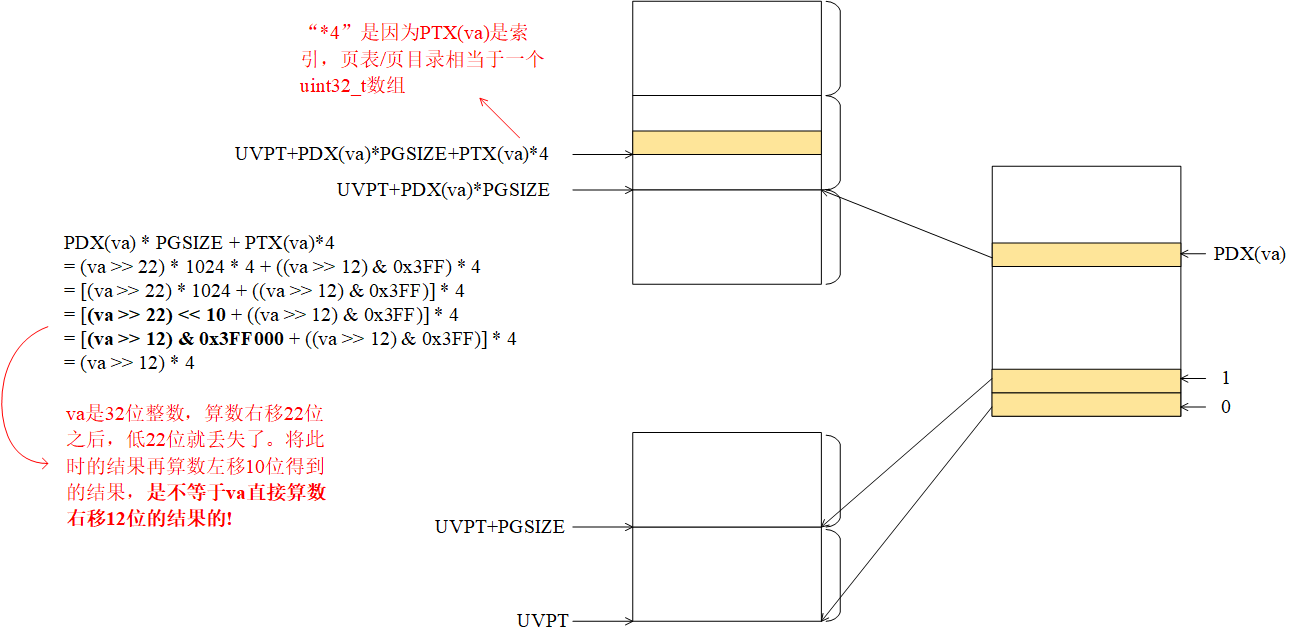 “*4”是因为PTX(va)是索
引，页表/页目录相当于一个
uint32_t数组
UVPT+PDX(va)*PGSIZE+PTX(va)*4
UVPT+PDX(va)*PGSIZE
PDX(va) * PGSIZE + PTX(va)*4
= (va >> 22) * 1024 * 4 + ((va >> 12) & 0x3FF) * 4
= [(va >> 22) * 1024 + ((va >> 12) & 0x3FF)] * 4
= [(va >> 22) << 10 + ((va >> 12) & 0x3FF)] * 4
= [(va >> 12) & 0x3FF000 + ((va >> 12) & 0x3FF)] * 4
= (va >> 12) * 4
va是32位整数，算数右移22位
之后，低22位就丢失了。将此
时的结果再算数左移10位得到
的结果，是不等于va直接算数
右移12位的结果的!
PDX(va)
1
0
UVPT+PGSIZE
UVPT